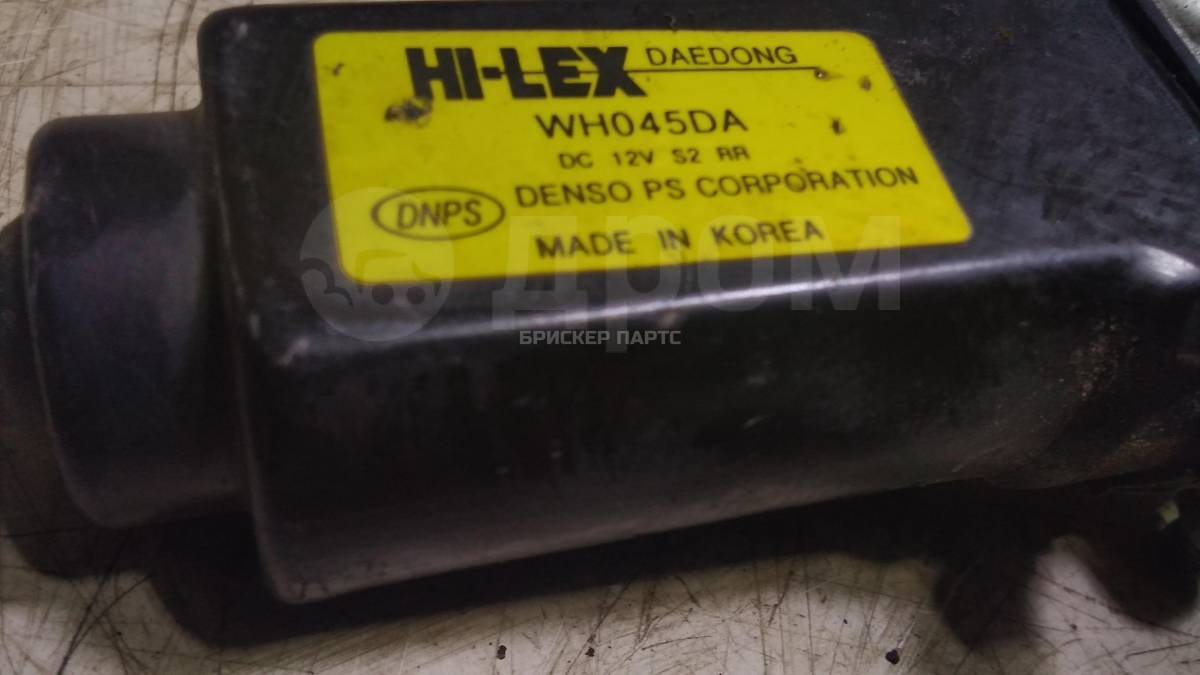 HI-LEX DAEDONG
WH045DA
DC 12V S2 RR
DNPS DENSO PS CORPORATION
MADE IN KOREA
ДРОМ
БРИСКЕР ПАРТС